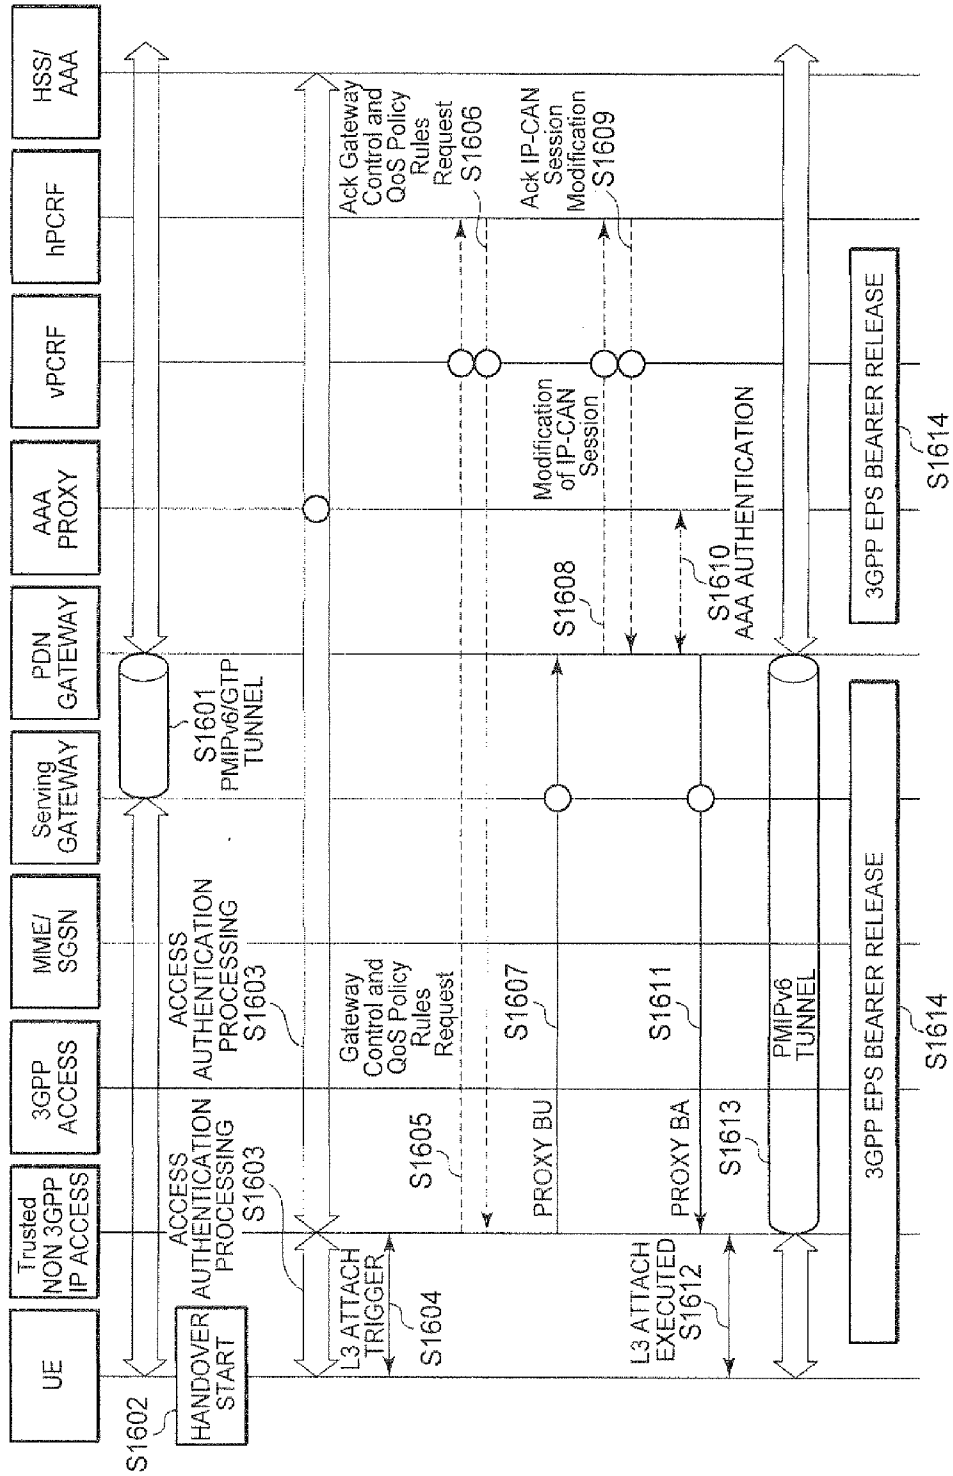 UE
Trusted
NON 3GPP
IP ACCESS
3GPP
ACCESS
MME/
SGSN
Serving
GATEWAY
PDN
GATEWAY
AAA
PROXY
vPCRF
hPCRF
HSS/
AAA
S1601
PMIPv6/GTP
TUNNEL
S1602
HANDOVER
START
ACCESS
AUTHENTICATION
PROCESSING
S1603
ACCESS
AUTHENTICATION
PROCESSING
S1603
L3 ATTACH
TRIGGER
S1604
Gateway
Control and
QoS Policy
Rules
Request
S1605
Ack Gateway
Control and
QoS Policy
Rules
Request
S1606
PROXY BU
S1607
Modification
of IP-CAN
Session
S1608
Ack IP-CAN
Session
Modification
S1609
S1610
AAA AUTHENTICATION
PROXY BA
S1611
L3 ATTACH
EXECUTED
S1612
S1613
PMIPv6
TUNNEL
3GPP EPS BEARER RELEASE
S1614
3GPP EPS BEARER RELEASE
S1614